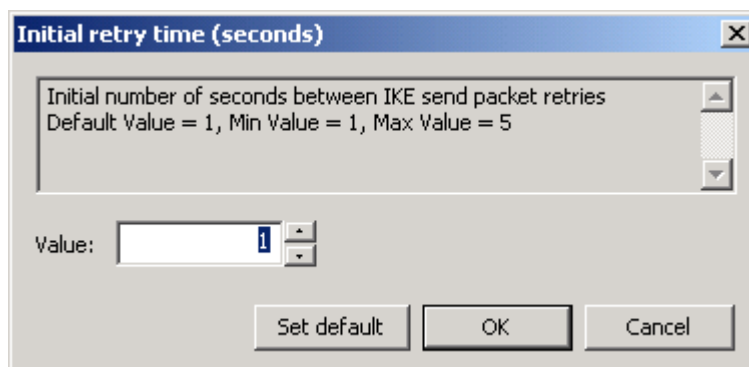 Initial retry time (seconds)
Initial number of seconds between IKE send packet retries
Default Value = 1, Min Value = 1, Max Value = 5
Value: 1
Set default OK Cancel